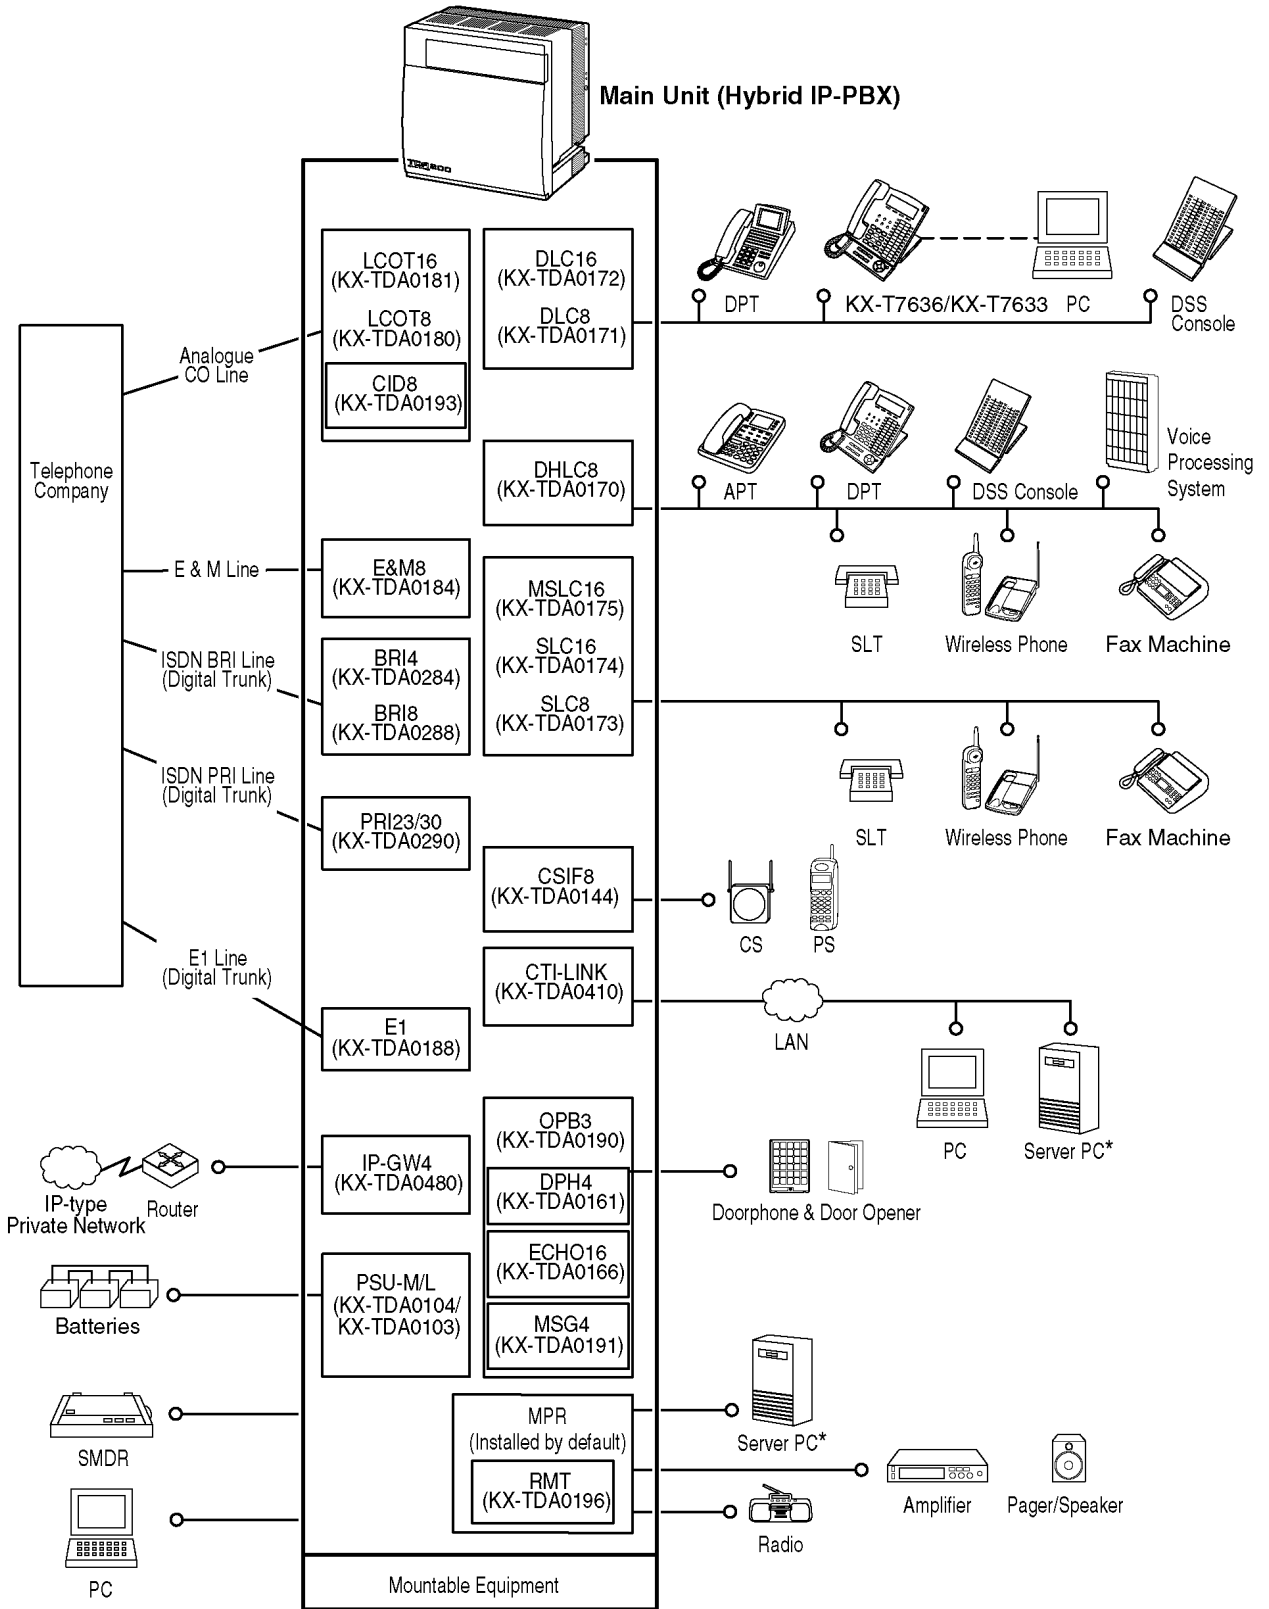 Main Unit (Hybrid IP-PBX)
LCOT16
(KX-TDA0181)
LCOT8
(KX-TDA0180)
CID8
(KX-TDA0193)
DLC16
(KX-TDA0172)
DLC8
(KX-TDA0171)
DPT
KX-T7636/KX-T7633
PC
DSS
Console
Analogue
CO Line
Telephone
Company
DHLC8
(KX-TDA0170)
APT
DPT
DSS Console
Voice
Processing
System
E & M Line
E&M8
(KX-TDA0184)
MSLC16
(KX-TDA0175)
SLC16
(KX-TDA0174)
SLC8
(KX-TDA0173)
SLT
Wireless Phone
Fax Machine
ISDN BRI Line
(Digital Trunk)
BRI4
(KX-TDA0284)
BRI8
(KX-TDA0288)
ISDN PRI Line
(Digital Trunk)
PRI23/30
(KX-TDA0290)
SLT
Wireless Phone
Fax Machine
CSIF8
(KX-TDA0144)
CS
PS
E1 Line
(Digital Trunk)
CTI-LINK
(KX-TDA0410)
LAN
E1
(KX-TDA0188)
PC
Server PC*
OPB3
(KX-TDA0190)
DPH4
(KX-TDA0161)
ECHO16
(KX-TDA0166)
MSG4
(KX-TDA0191)
Doorphone & Door Opener
IP-GW4
(KX-TDA0480)
IP-type
Private Network
Router
PSU-M/L
(KX-TDA0104/
KX-TDA0103)
Batteries
SMDR
PC
MPR
(Installed by default)
RMT
(KX-TDA0196)
Server PC*
Amplifier
Pager/Speaker
Radio
Mountable Equipment